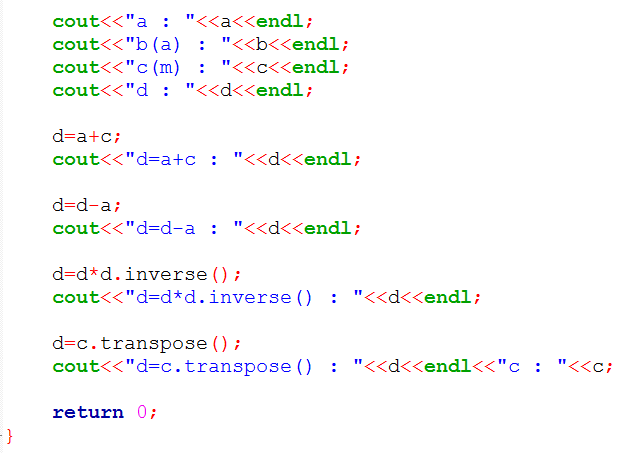 cout<<"a : "<<a<<endl;
cout<<"b(a) : "<<b<<endl;
cout<<"c(m) : "<<c<<endl;
cout<<"d : "<<d<<endl;
d=a+c;
cout<<"d=a+c : "<<d<<endl;
d=d-a;
cout<<"d=d-a : "<<d<<endl;
d=d*d.inverse();
cout<<"d=d*d.inverse() : "<<d<<endl;
d=c.transpose();
cout<<"d=c.transpose() : "<<d<<endl<<"c : "<<c;
return 0;
}